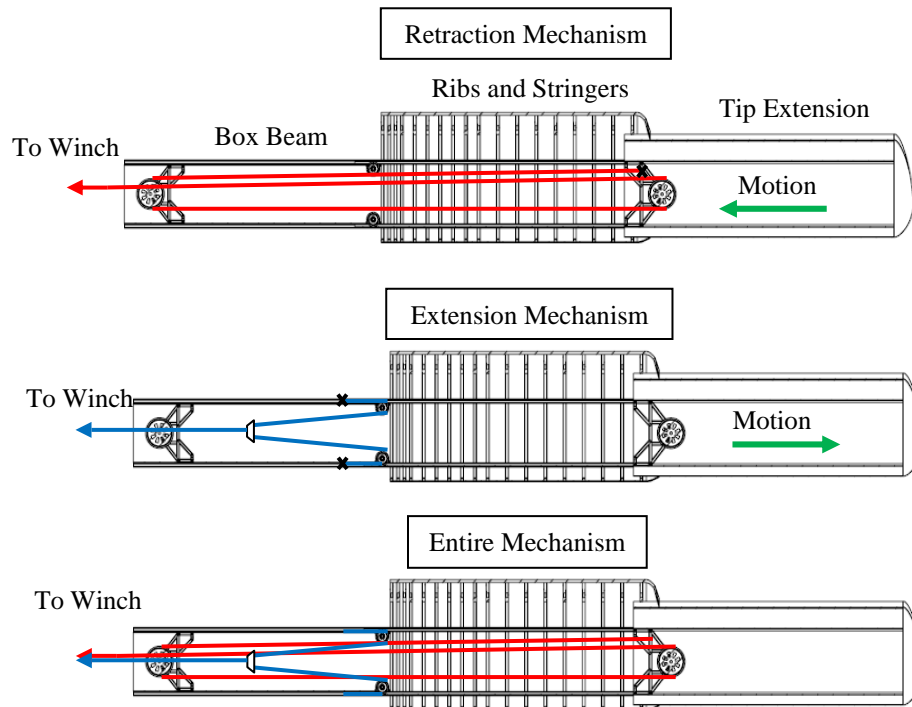 Retraction Mechanism
Ribs and Stringers
Tip Extension
Box Beam
To Winch
Motion
Extension Mechanism
To Winch
Motion
Entire Mechanism
To Winch